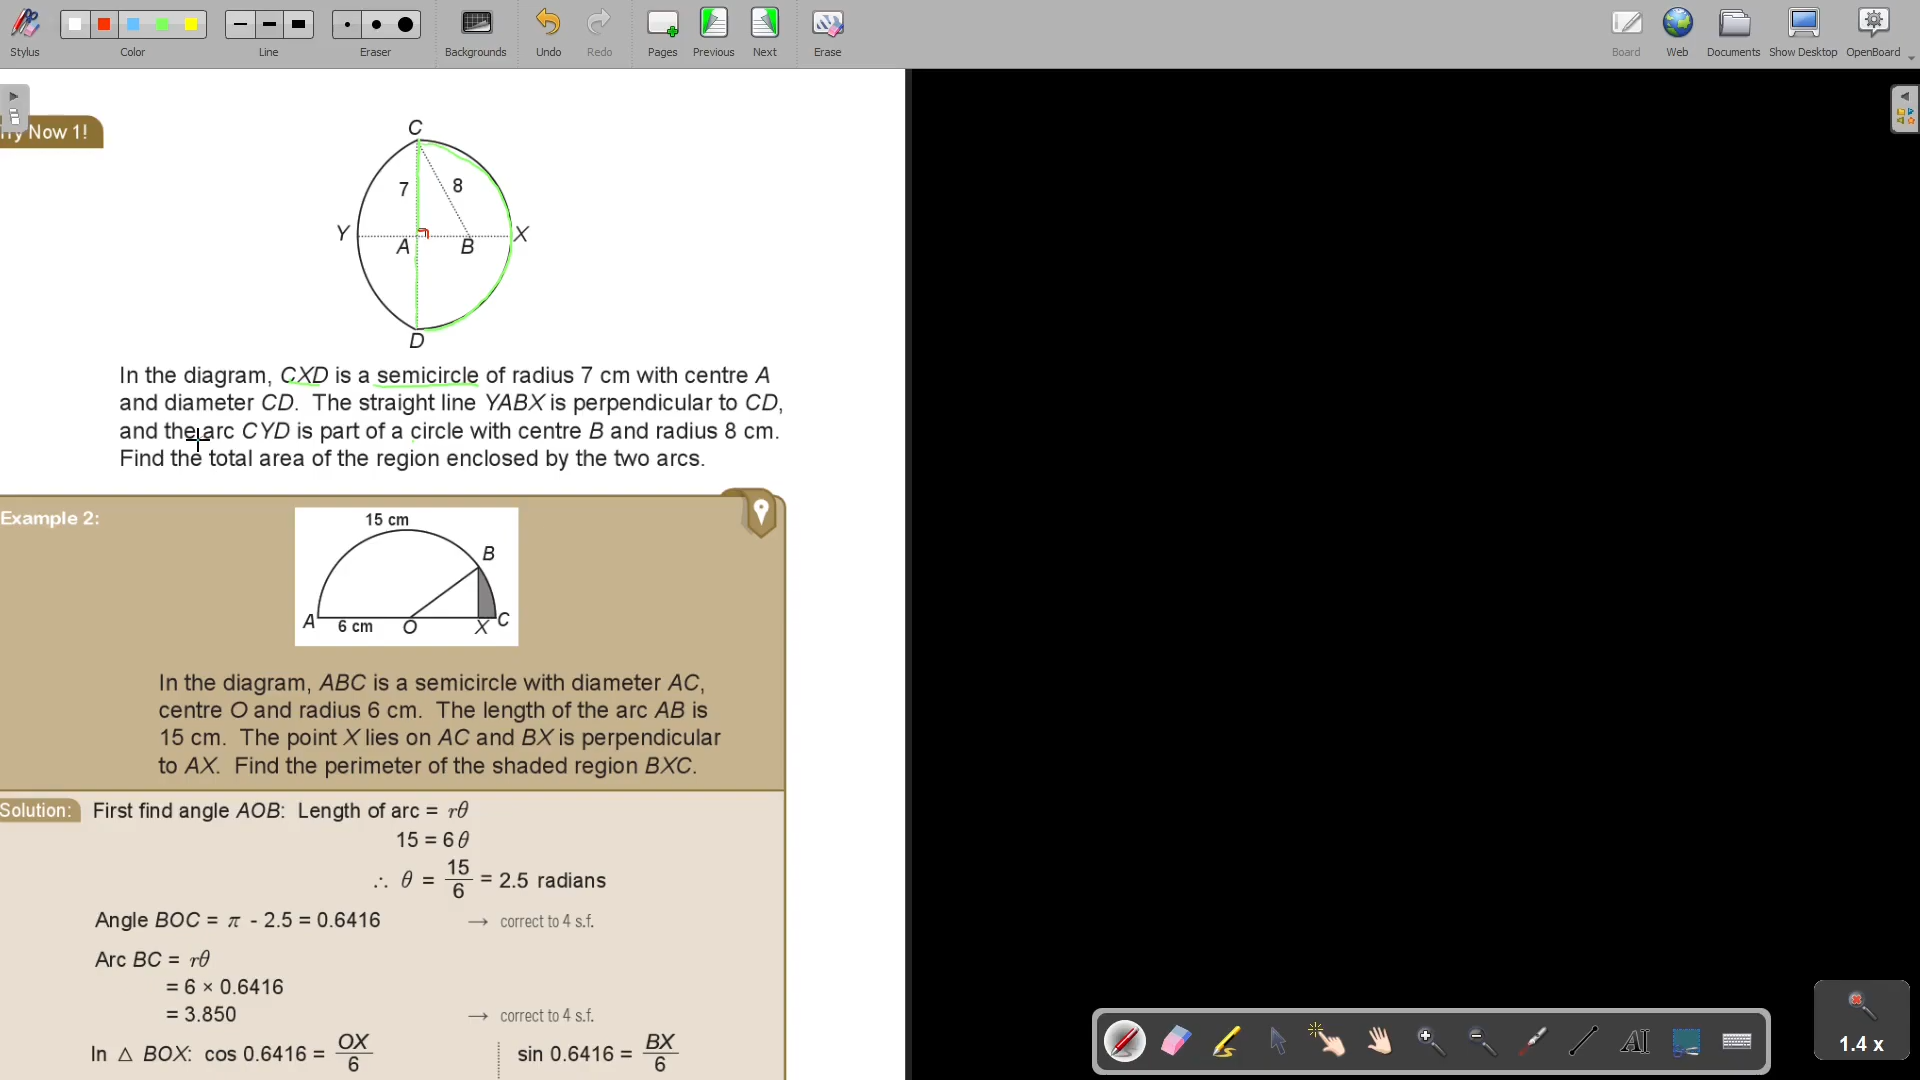 Stylus
Color
Line
Eraser
Backgrounds
Undo
Redo
Pages
Previous
Next
Erase
Board
Web
Documents
Show Desktop
OpenBoard
Try Now 1!
C
7
8
Y
A
B
X
D
In the diagram, CXD is a semicircle of radius 7 cm with centre A
and diameter CD. The straight line YABX is perpendicular to CD,
and the arc CYD is part of a circle with centre B and radius 8 cm.
Find the total area of the region enclosed by the two arcs.
Example 2:
15 cm
B
A
6 cm
O
X
C
In the diagram, ABC is a semicircle with diameter AC,
centre O and radius 6 cm. The length of the arc AB is
15 cm. The point X lies on AC and BX is perpendicular
to AX. Find the perimeter of the shaded region BXC.
Solution: First find angle AOB: Length of arc = rθ
15 = 6θ
∴ θ = 15/6 = 2.5 radians
Angle BOC = π - 2.5 = 0.6416 → correct to 4 s.f.
Arc BC = rθ
= 6 × 0.6416
= 3.850 → correct to 4 s.f.
In △ BOX: cos 0.6416 = OX/6 sin 0.6416 = BX/6
AI
1.4 x